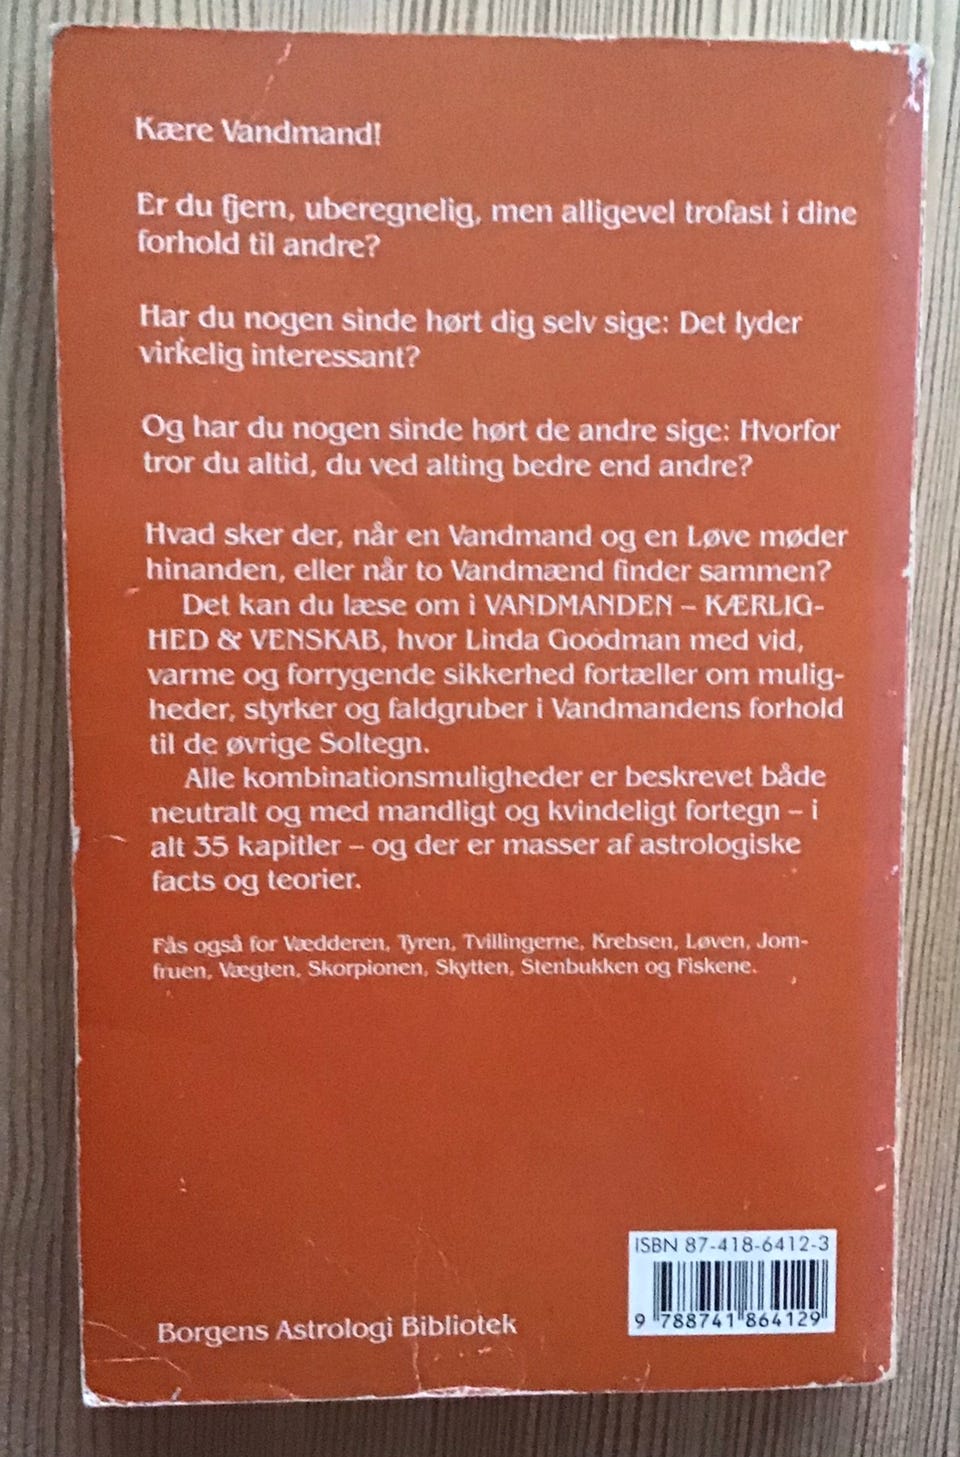 Kære Vandmand!
Er du fjern, uberegnelig, men alligevel trofast i dine
forhold til andre?
Har du nogen sinde hørt dig selv sige: Det lyder
virkelig interessant?
Og har du nogen sinde hørt de andre sige: Hvorfor
tror du altid, du ved alting bedre end andre?
Hvad sker der, når en Vandmand og en Løve møder
hinanden, eller når to Vandmænd finder sammen?
Det kan du læse om i VANDMANDEN – KÆRLIG-
HED & VENSKAB, hvor Linda Goodman med vid,
varme og forrygende sikkerhed fortæller om mulig-
heder, styrker og faldgruber i Vandmandens forhold
til de øvrige Soltegn.
Alle kombinationsmuligheder er beskrevet både
neutralt og med mandligt og kvindeligt fortegn – i
alt 35 kapitler – og der er masser af astrologiske
facts og teorier.
Fås også for Vædderen, Tyren, Tvillingerne, Krebsen, Løven, Jom-
fruen, Vægten, Skorpionen, Skytten, Stenbukken og Fiskene.
ISBN 87-418-6412-3
9 788741 864129
Borgens Astrologi Bibliotek